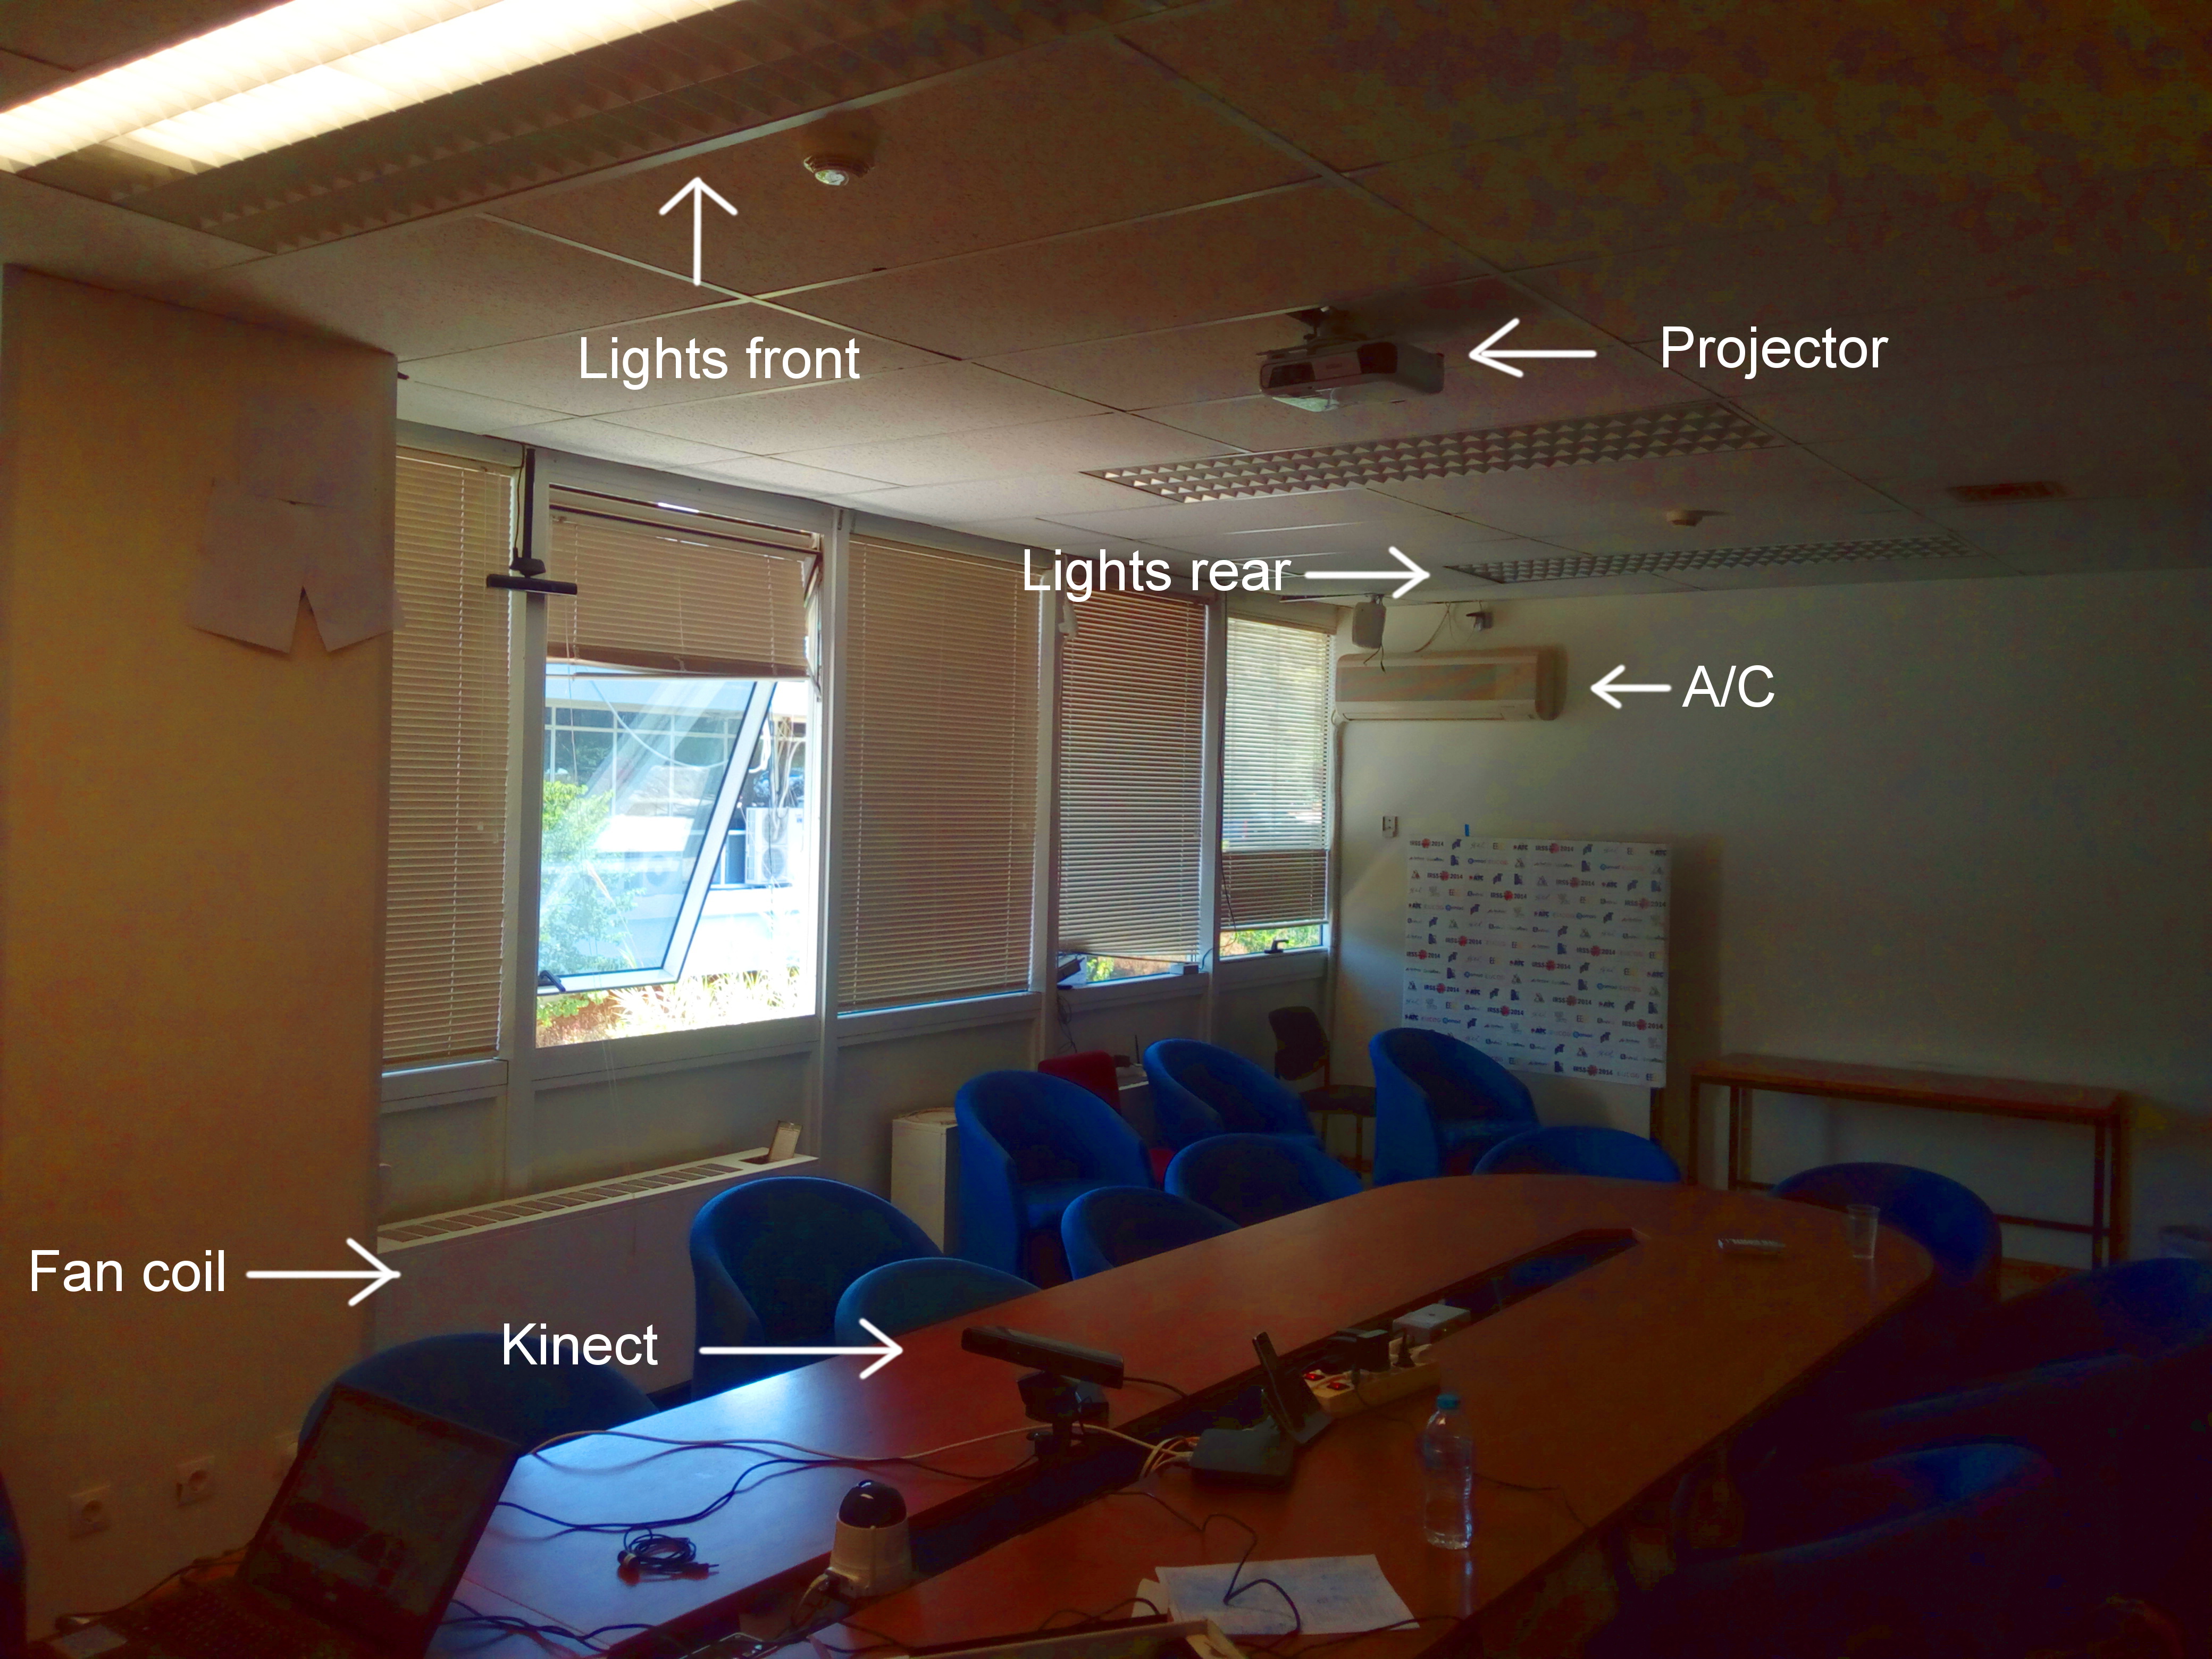 Lights front
Projector
Lights rear
A/C
Fan coil
Kinect